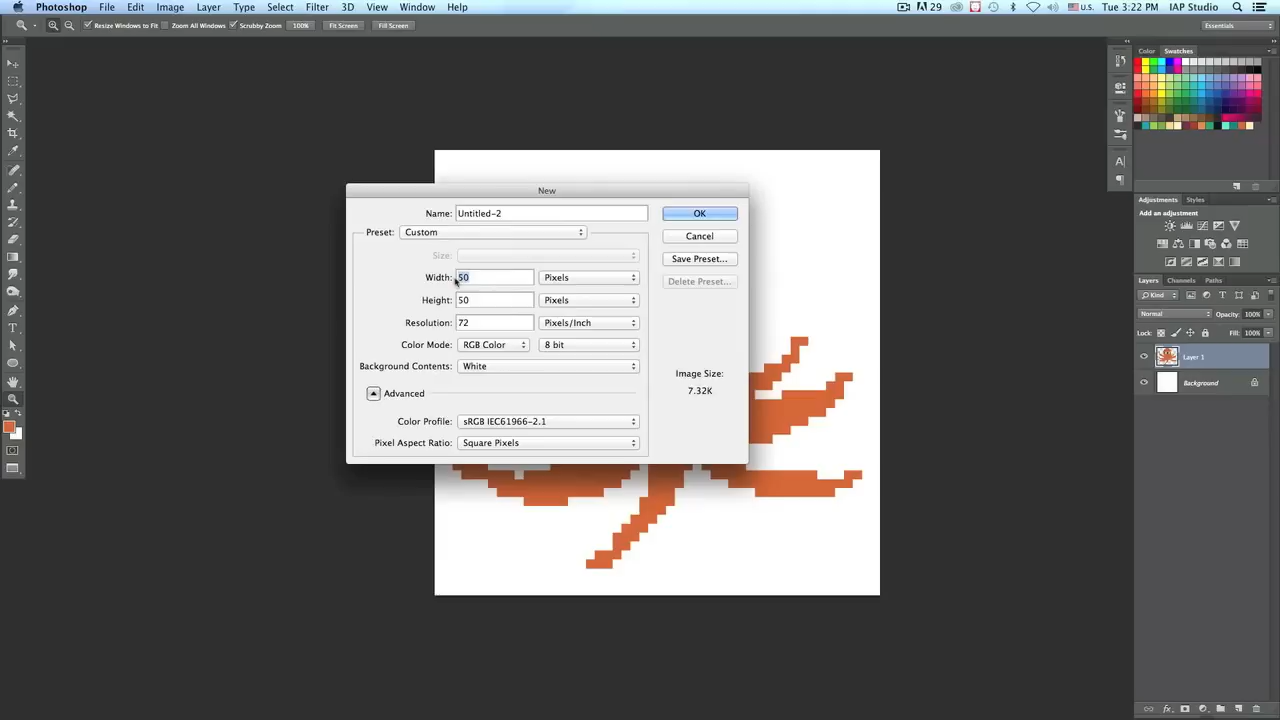 Photoshop File Edit Image Layer Type Select Filter 3D View Window Help 29 U.S. Tue 3:22 PM IAP Studio
Resize Windows to Fit Zoom All Windows Scrubby Zoom 100% Fit Screen Fill Screen Essentials
Color Swatches
New
Name: Untitled-2 OK
Preset: Custom Cancel
Size: Save Preset...
Width: 50 Pixels Delete Preset...
Height: 50 Pixels
Resolution: 72 Pixels/Inch
Color Mode: RGB Color 8 bit
Background Contents: White
Image Size:
7.32K
Advanced
Color Profile: sRGB IEC61966-2.1
Pixel Aspect Ratio: Square Pixels
Adjustments Styles
Add an adjustment
Layers Channels Paths
Kind
Normal Opacity: 100%
Lock: Fill: 100%
Layer 1
Background